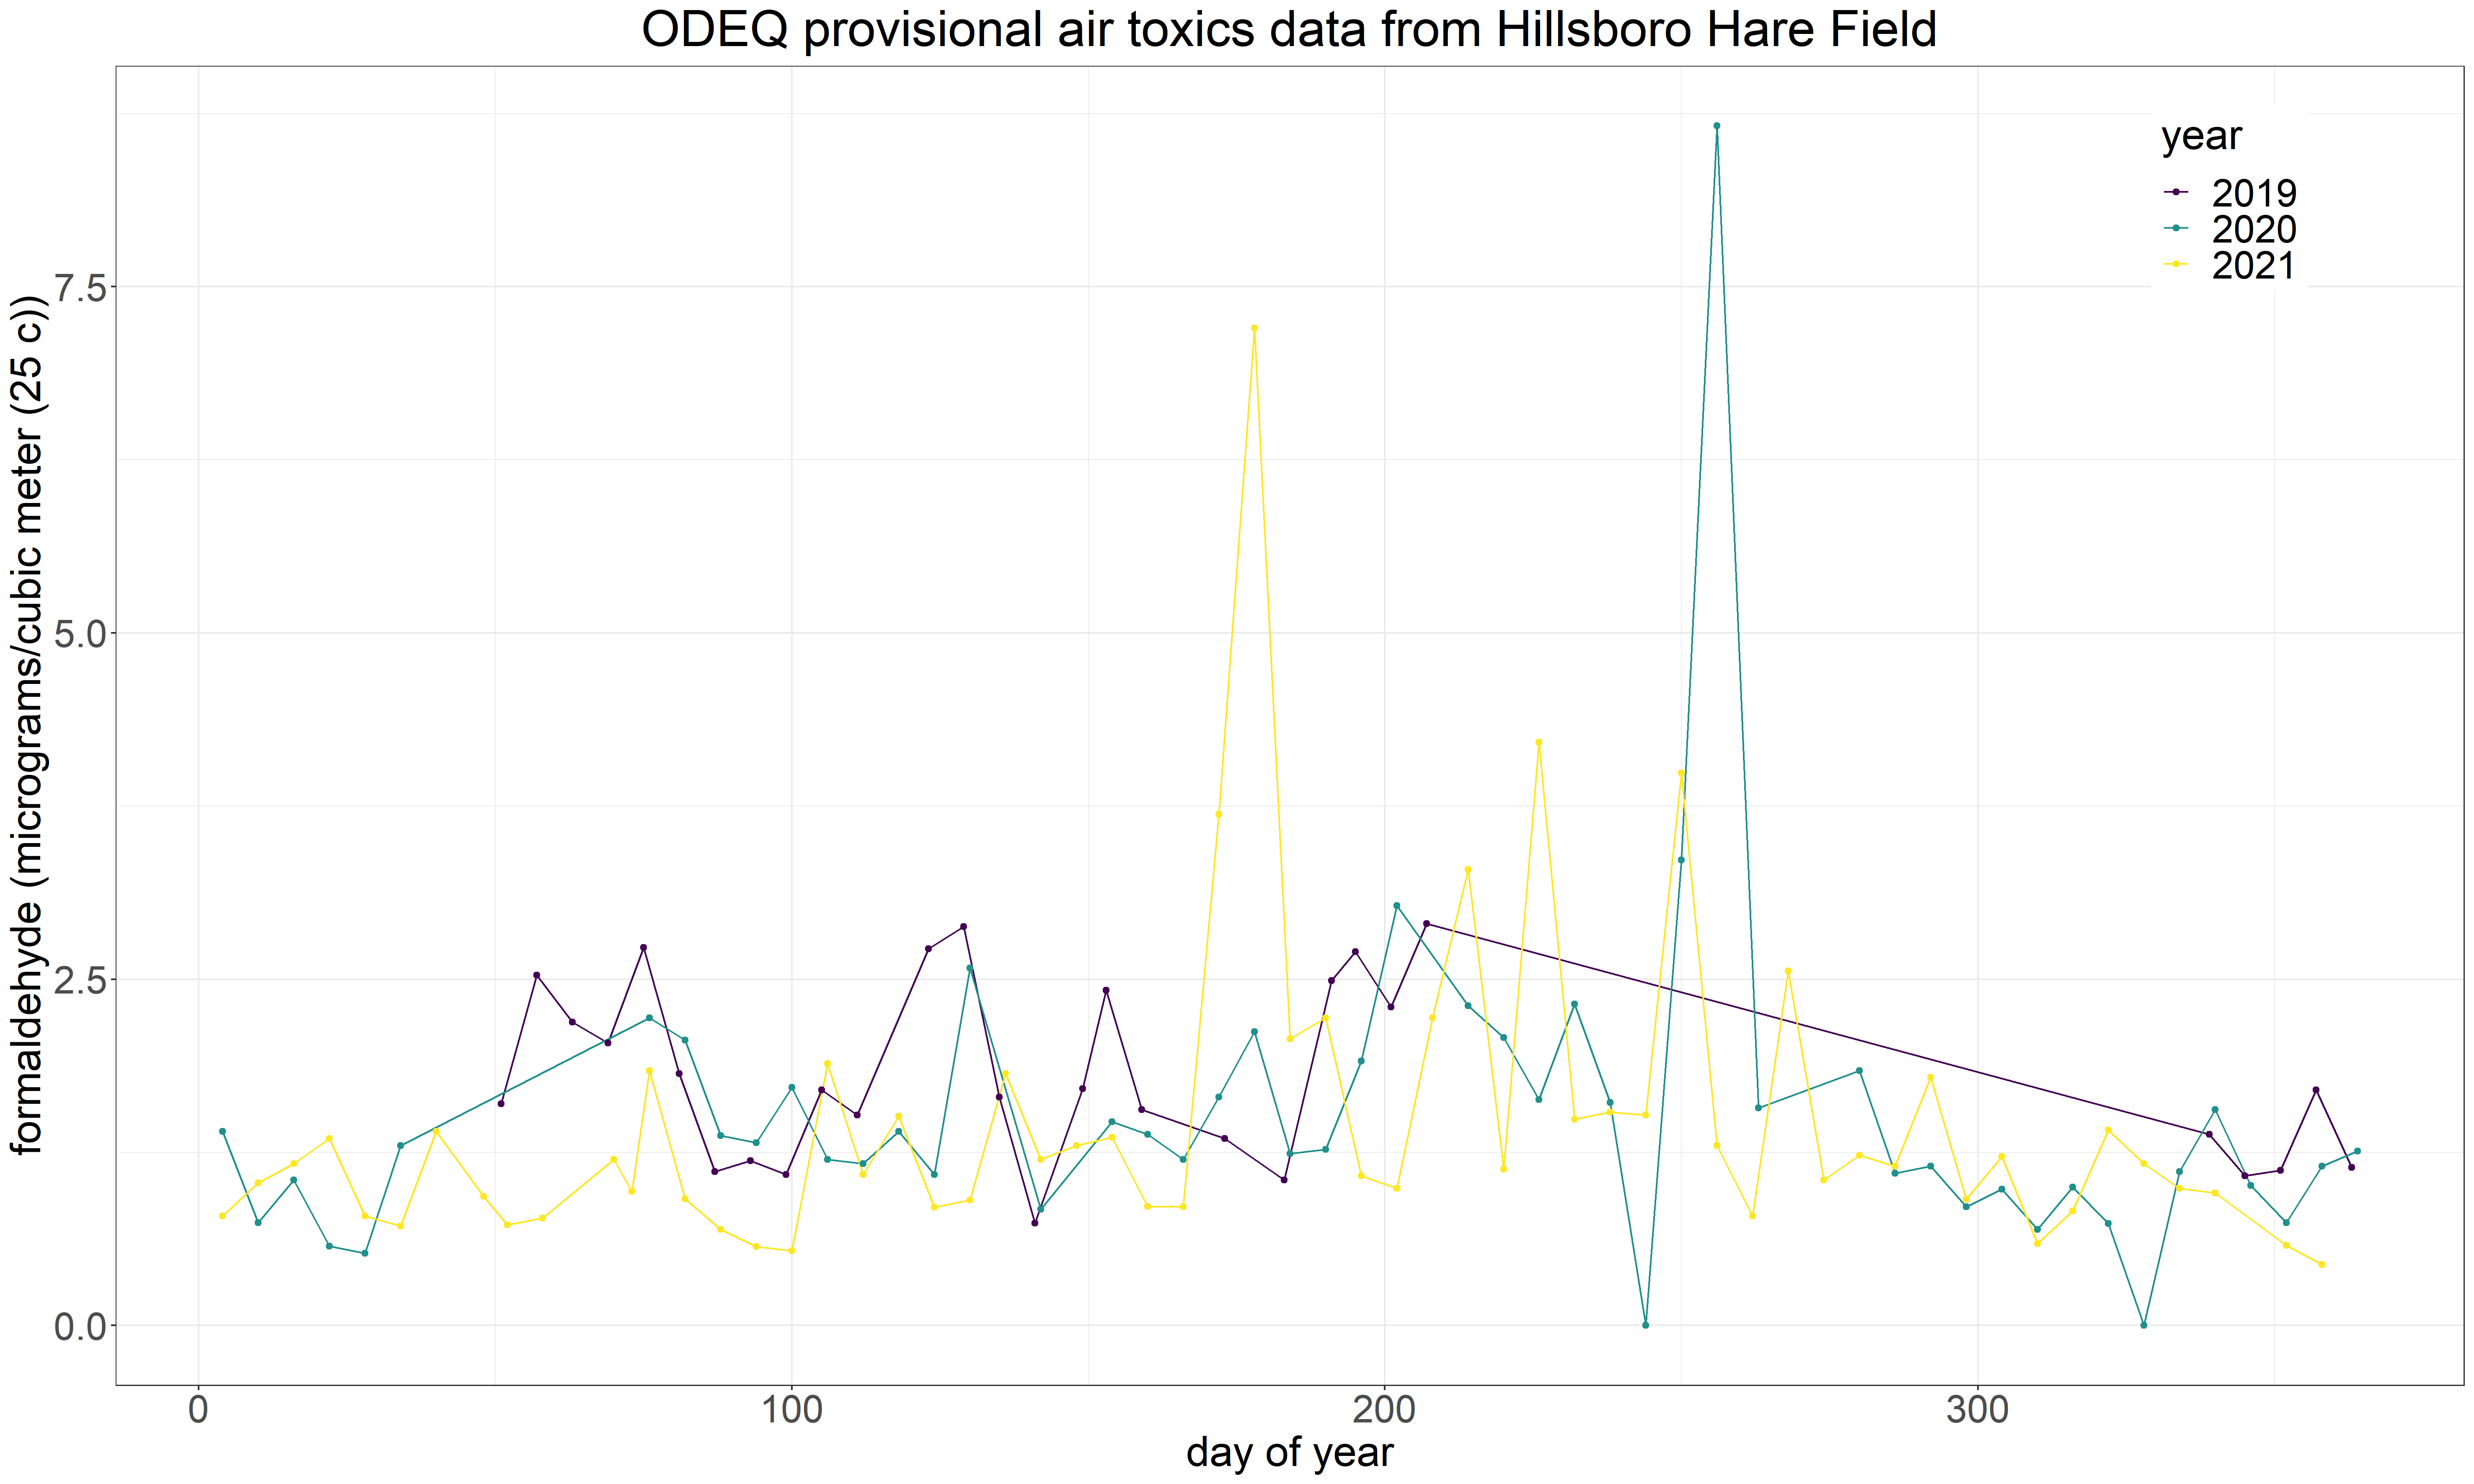 ODEQ provisional air toxics data from Hillsboro Hare Field
formaldehyde (micrograms/cubic meter (25 c))
7.5
5.0
2.5
0.0
year
2019
2020
2021
0 100 200 300
day of year